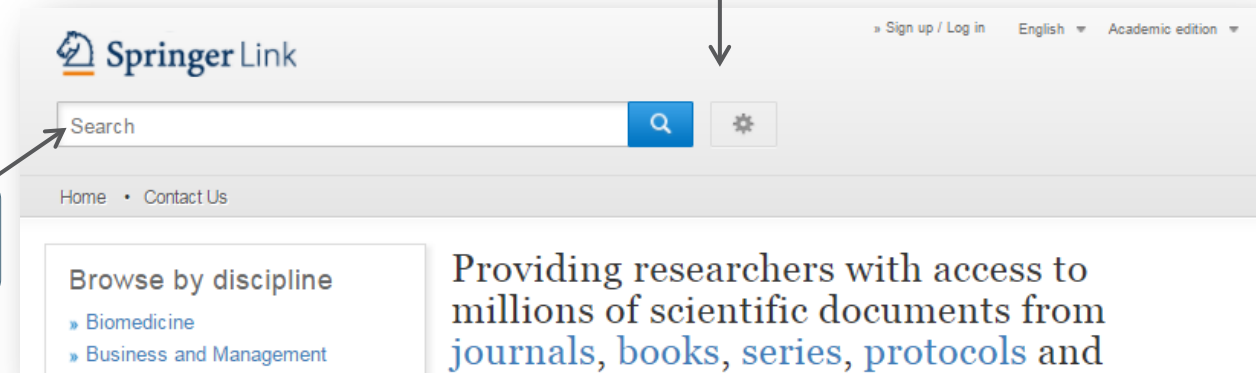 » Sign up / Log in English Academic edition
Springer Link
Search
Home • Contact Us
Browse by discipline
» Biomedicine
» Business and Management
Providing researchers with access to
millions of scientific documents from
journals, books, series, protocols and